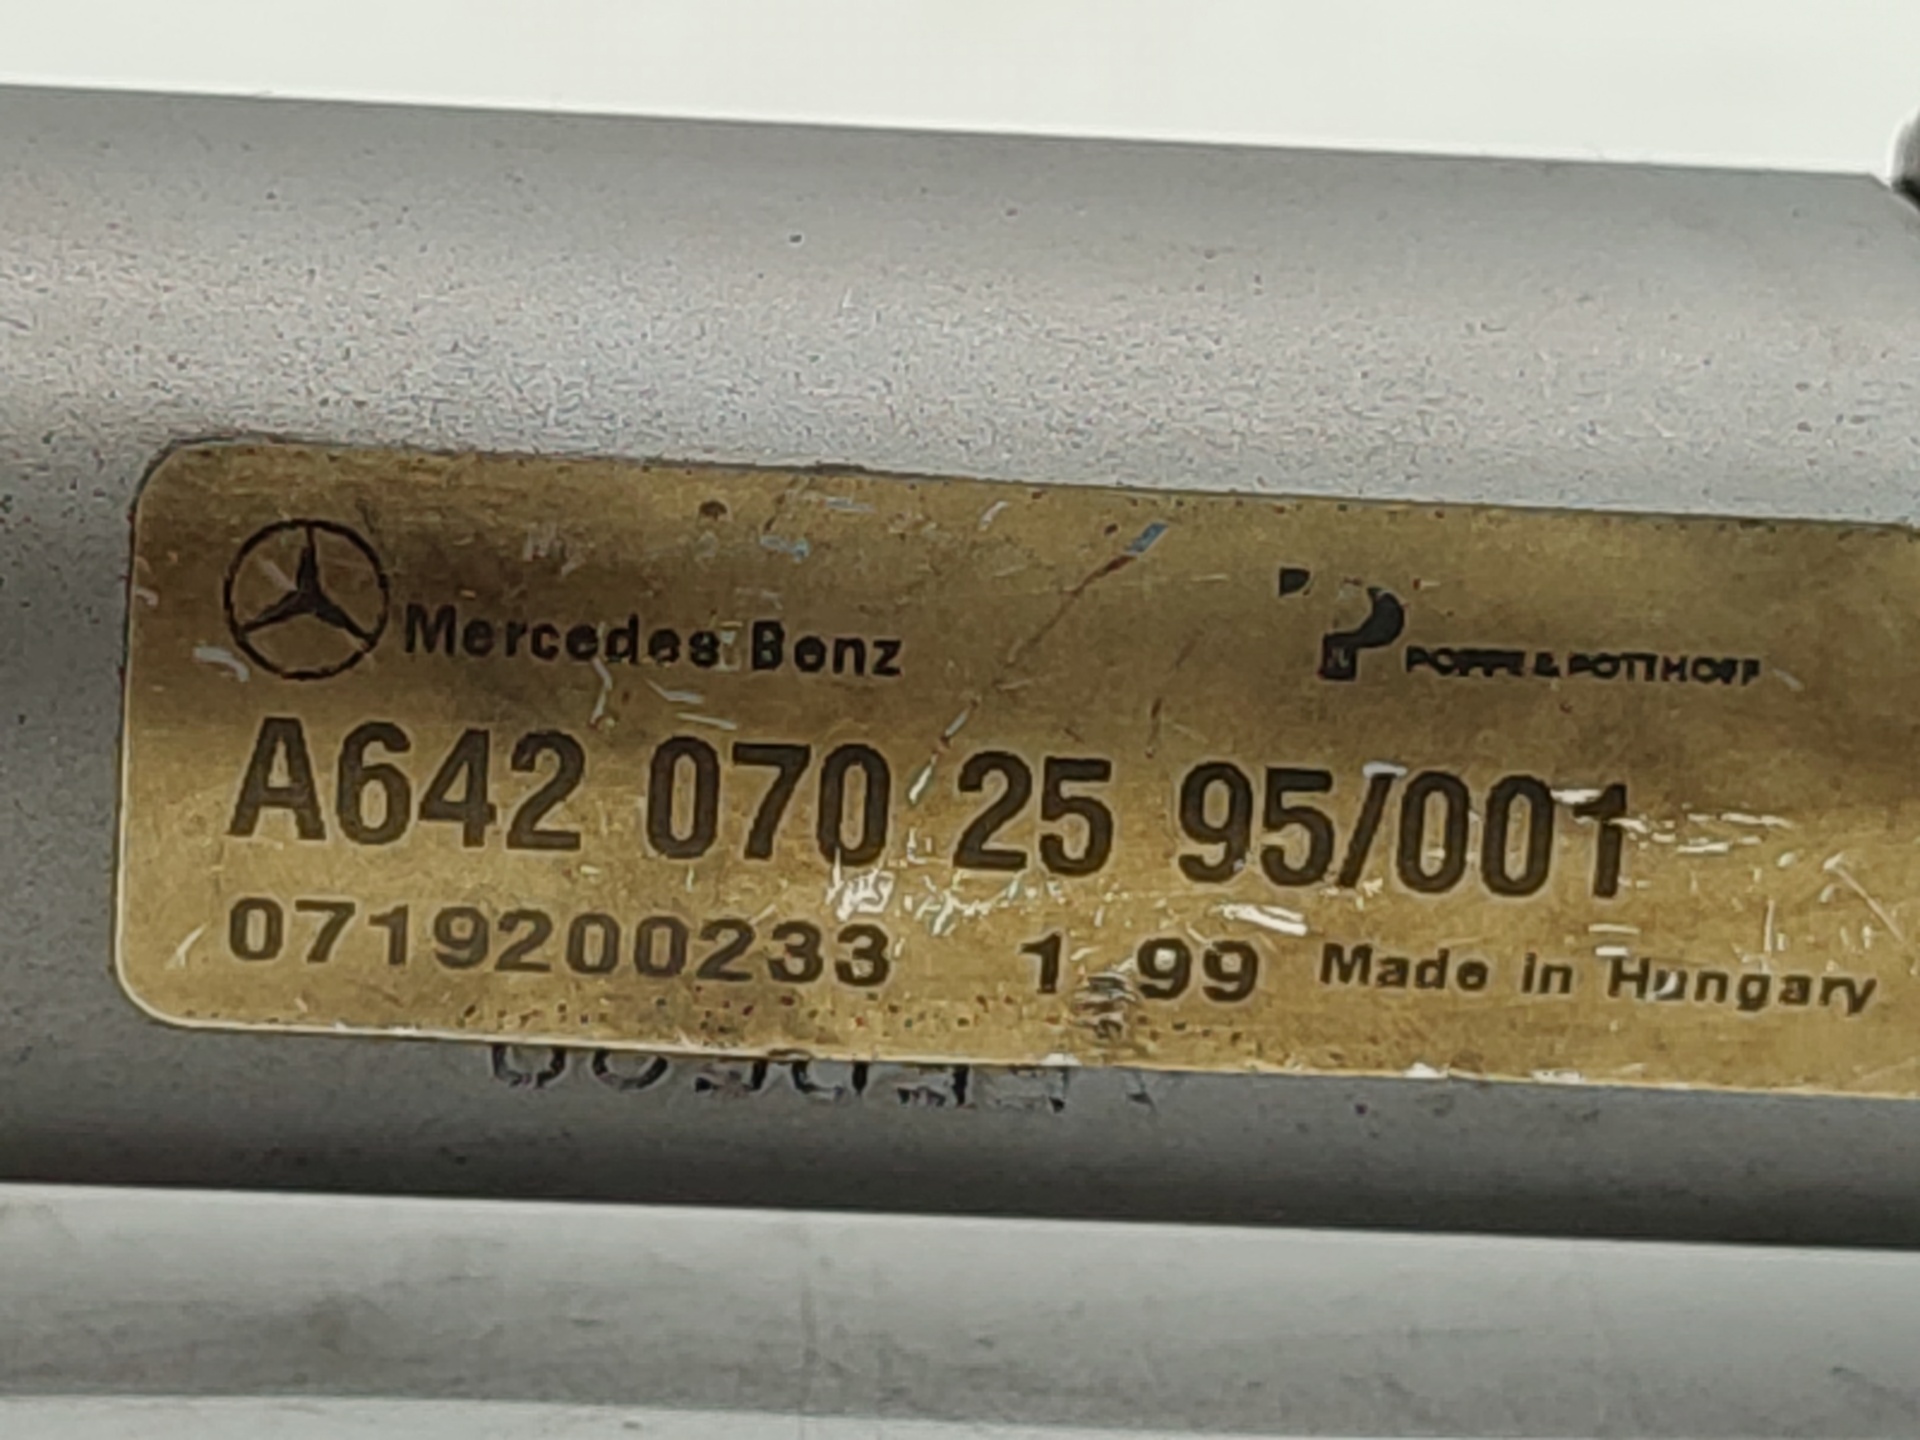 Mercedes Benz
POPPE & POTTHOFF
A642 070 25 95/001
0719200233 1 99 Made in Hungary